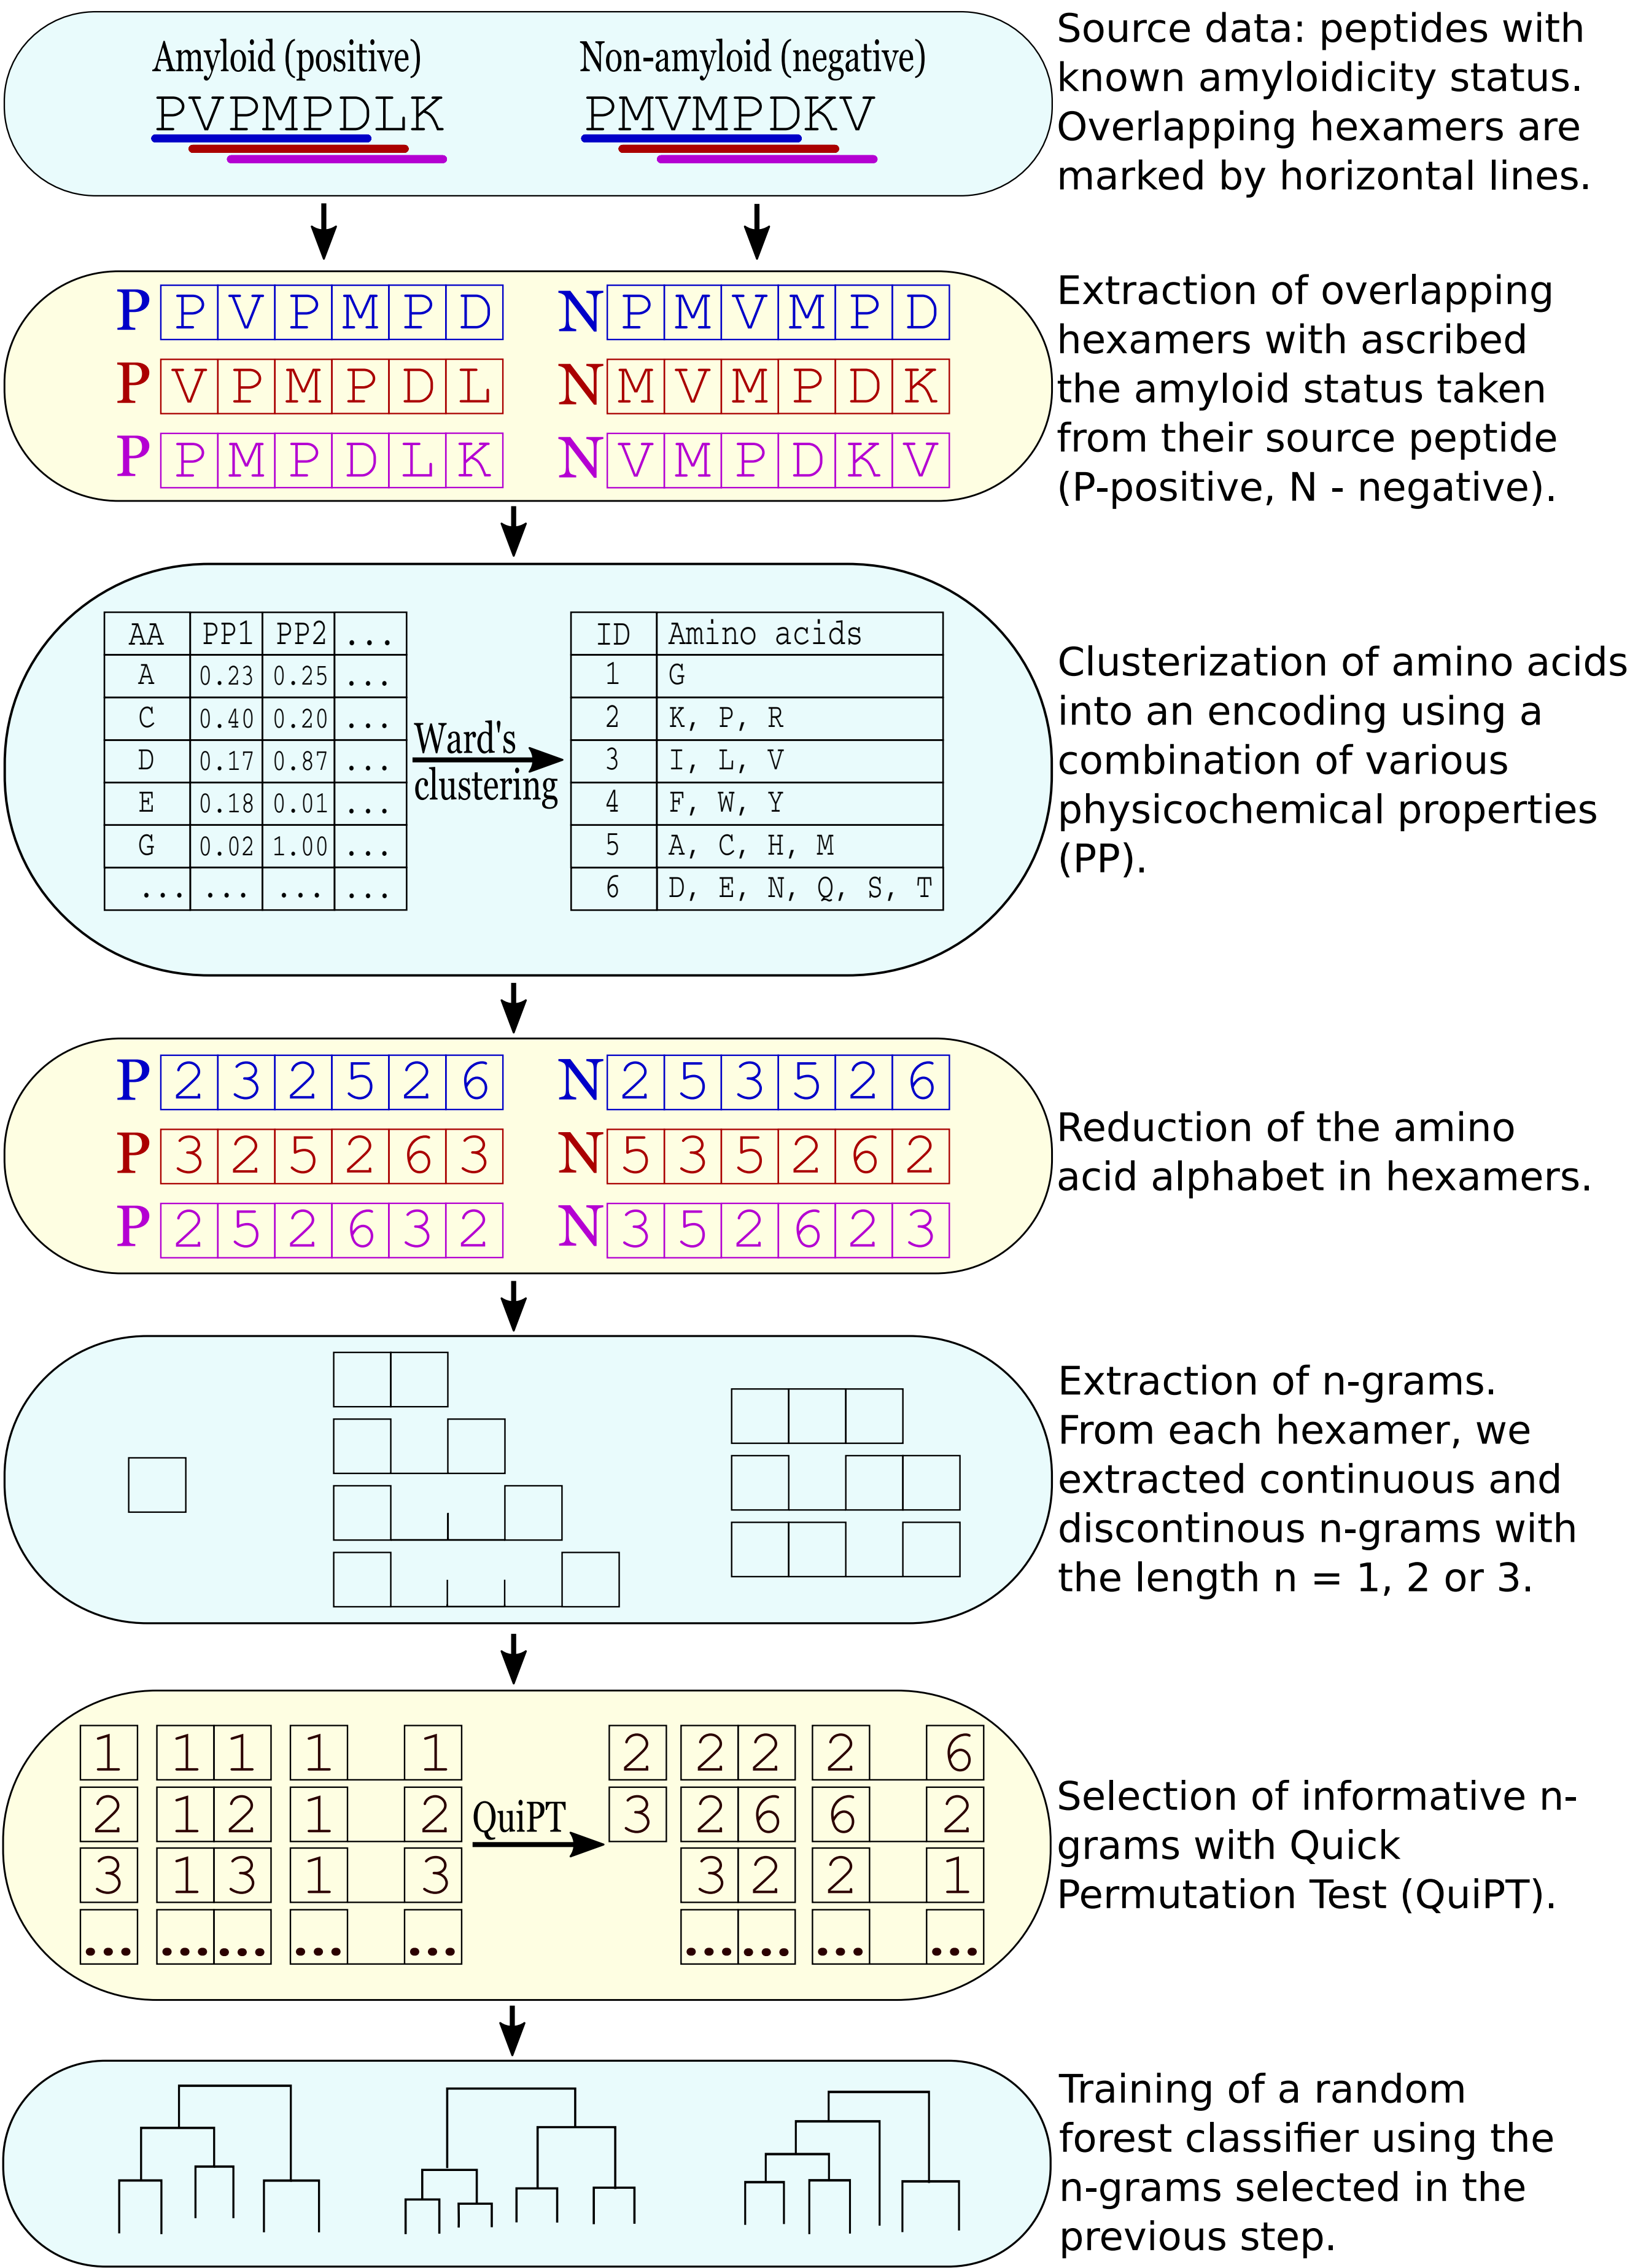 Amyloid (positive)
PVPMPDLK
Non-amyloid (negative)
PMVMPDKV
Source data: peptides with
known amyloidicity status.
Overlapping hexamers are
marked by horizontal lines.
P P V P M P D
N P M V M P D
P V P M P D L
N M V M P D K
P P M P D L K
N V M P D K V
Extraction of overlapping
hexamers with ascribed
the amyloid status taken
from their source peptide
(P-positive, N - negative).
AA PP1 PP2 ...
A 0.23 0.25 ...
C 0.40 0.20 ...
D 0.17 0.87 ...
E 0.18 0.01 ...
G 0.02 1.00 ...
... ... ... ...
Ward's
clustering
ID Amino acids
1 G
2 K, P, R
3 I, L, V
4 F, W, Y
5 A, C, H, M
6 D, E, N, Q, S, T
Clusterization of amino acids
into an encoding using a
combination of various
physicochemical properties
(PP).
P 2 3 2 5 2 6
N 2 5 3 5 2 6
P 3 2 5 2 6 3
N 5 3 5 2 6 2
P 2 5 2 6 3 2
N 3 5 2 6 2 3
Reduction of the amino
acid alphabet in hexamers.
Extraction of n-grams.
From each hexamer, we
extracted continuous and
discontinous n-grams with
the length n = 1, 2 or 3.
1 1 1 1 1
2 1 2 1 2
3 1 3 1 3
... ... ... ... ...
QuiPT
2 2 2 2 6
3 2 6 6 2
3 2 2 1
... ... ... ...
Selection of informative n-
grams with Quick
Permutation Test (QuiPT).
Training of a random
forest classifier using the
n-grams selected in the
previous step.